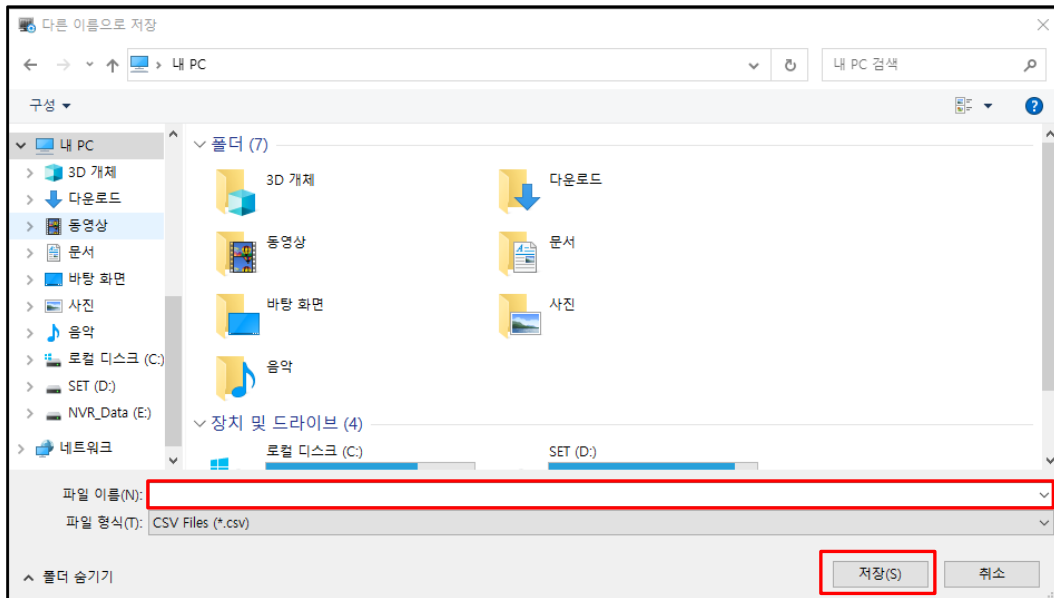 다른 이름으로 저장
내 PC
내 PC 검색
구성
내 PC
3D 개체
다운로드
동영상
문서
바탕 화면
사진
음악
로컬 디스크 (C:)
SET (D:)
NVR_Data (E:)
네트워크
폴더 (7)
3D 개체
다운로드
동영상
문서
바탕 화면
사진
음악
장치 및 드라이브 (4)
로컬 디스크 (C:)
SET (D:)
파일 이름(N):
파일 형식(T): CSV Files (*.csv)
폴더 숨기기
저장(S)
취소